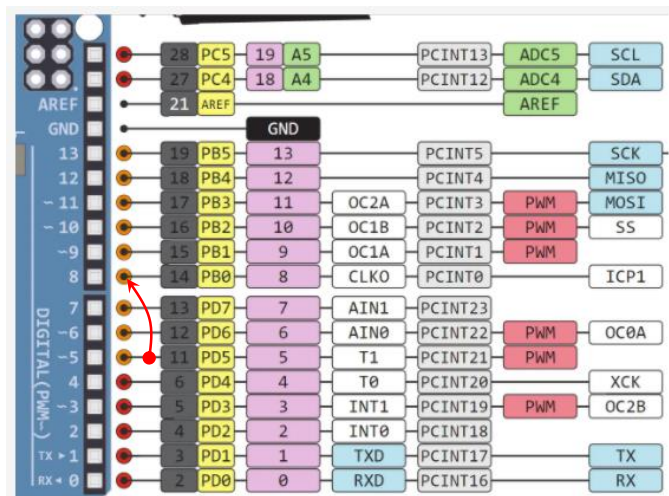 28 PC5 19 A5 PCINT13 ADC5 SCL
27 PC4 18 A4 PCINT12 ADC4 SDA
AREF 21 AREF AREF
GND GND
13 19 PB5 13 PCINT5 SCK
12 18 PB4 12 PCINT4 MISO
~11 17 PB3 11 OC2A PCINT3 PWM MOSI
~10 16 PB2 10 OC1B PCINT2 PWM SS
~9 15 PB1 9 OC1A PCINT1 PWM
8 14 PB0 8 CLKO PCINT0 ICP1
7 13 PD7 7 AIN1 PCINT23
~6 12 PD6 6 AIN0 PCINT22 PWM OC0A
~5 11 PD5 5 T1 PCINT21 PWM
4 6 PD4 4 T0 PCINT20 XCK
~3 5 PD3 3 INT1 PCINT19 PWM OC2B
2 4 PD2 2 INT0 PCINT18
TX ▸ 1 3 PD1 1 TXD PCINT17 TX
RX ◂ 0 2 PD0 0 RXD PCINT16 RX
DIGITAL (PWM~)